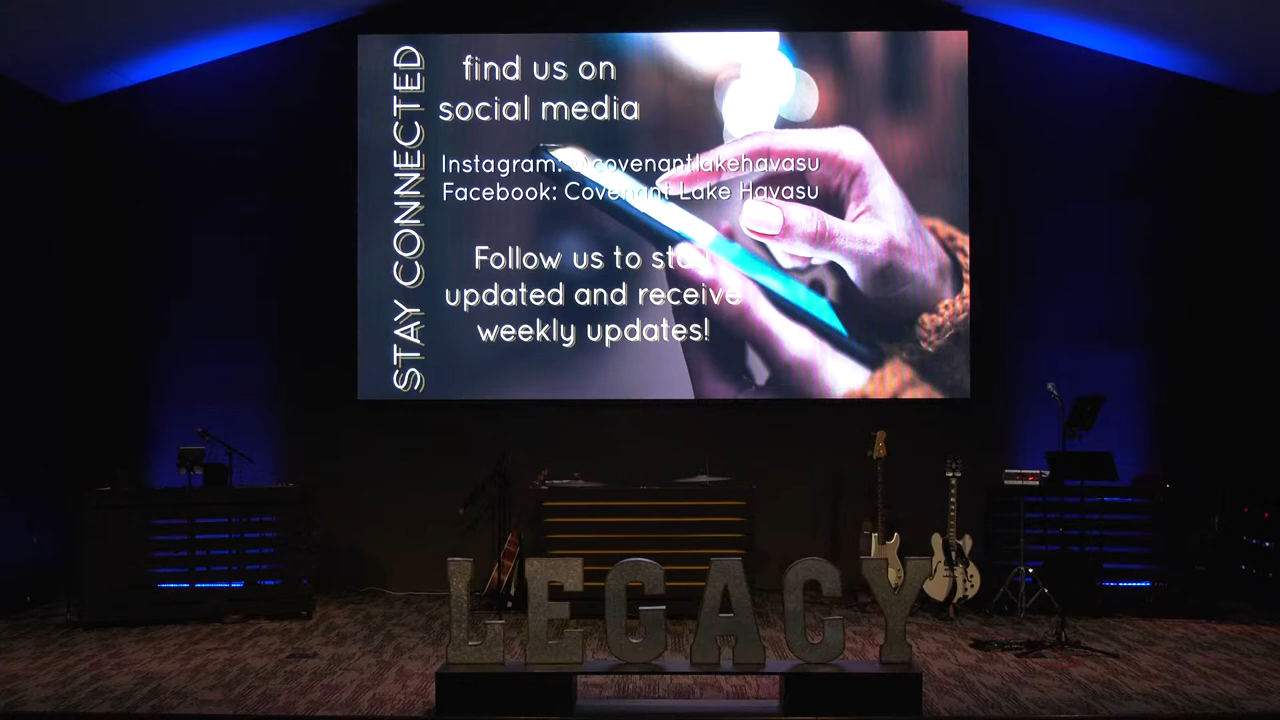 STAY CONNECTED
find us on
social media
Instagram: @covenantlakehavasu
Facebook: Covenant Lake Havasu
Follow us to stay
updated and receive
weekly updates!
LEGACY